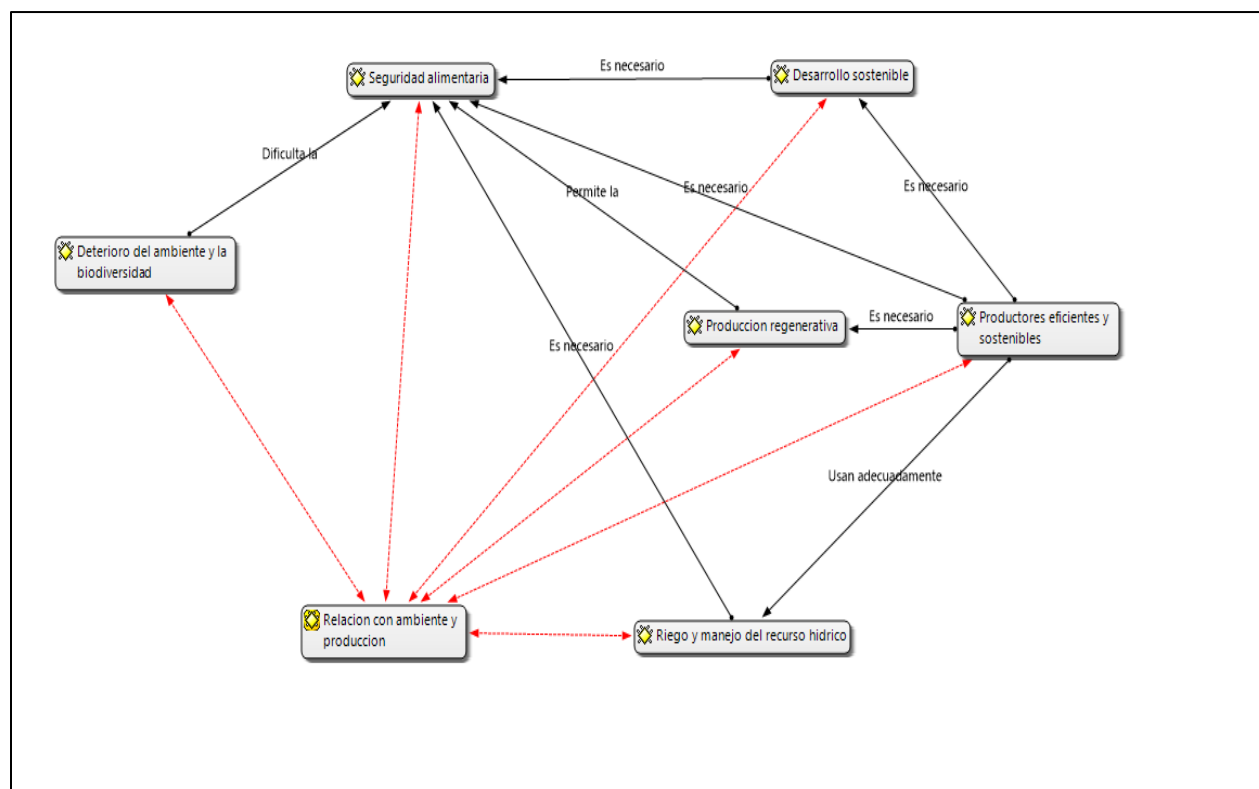 Es necesario
Seguridad alimentaria
Desarrollo sostenible
Dificulta la
Permite la
Es necesario
Es necesario
Deterioro del ambiente y la
biodiversidad
Produccion regenerativa
Es necesario
Productores eficientes y
sostenibles
Es necesario
Usan adecuadamente
Relacion con ambiente y
produccion
Riego y manejo del recurso hidrico